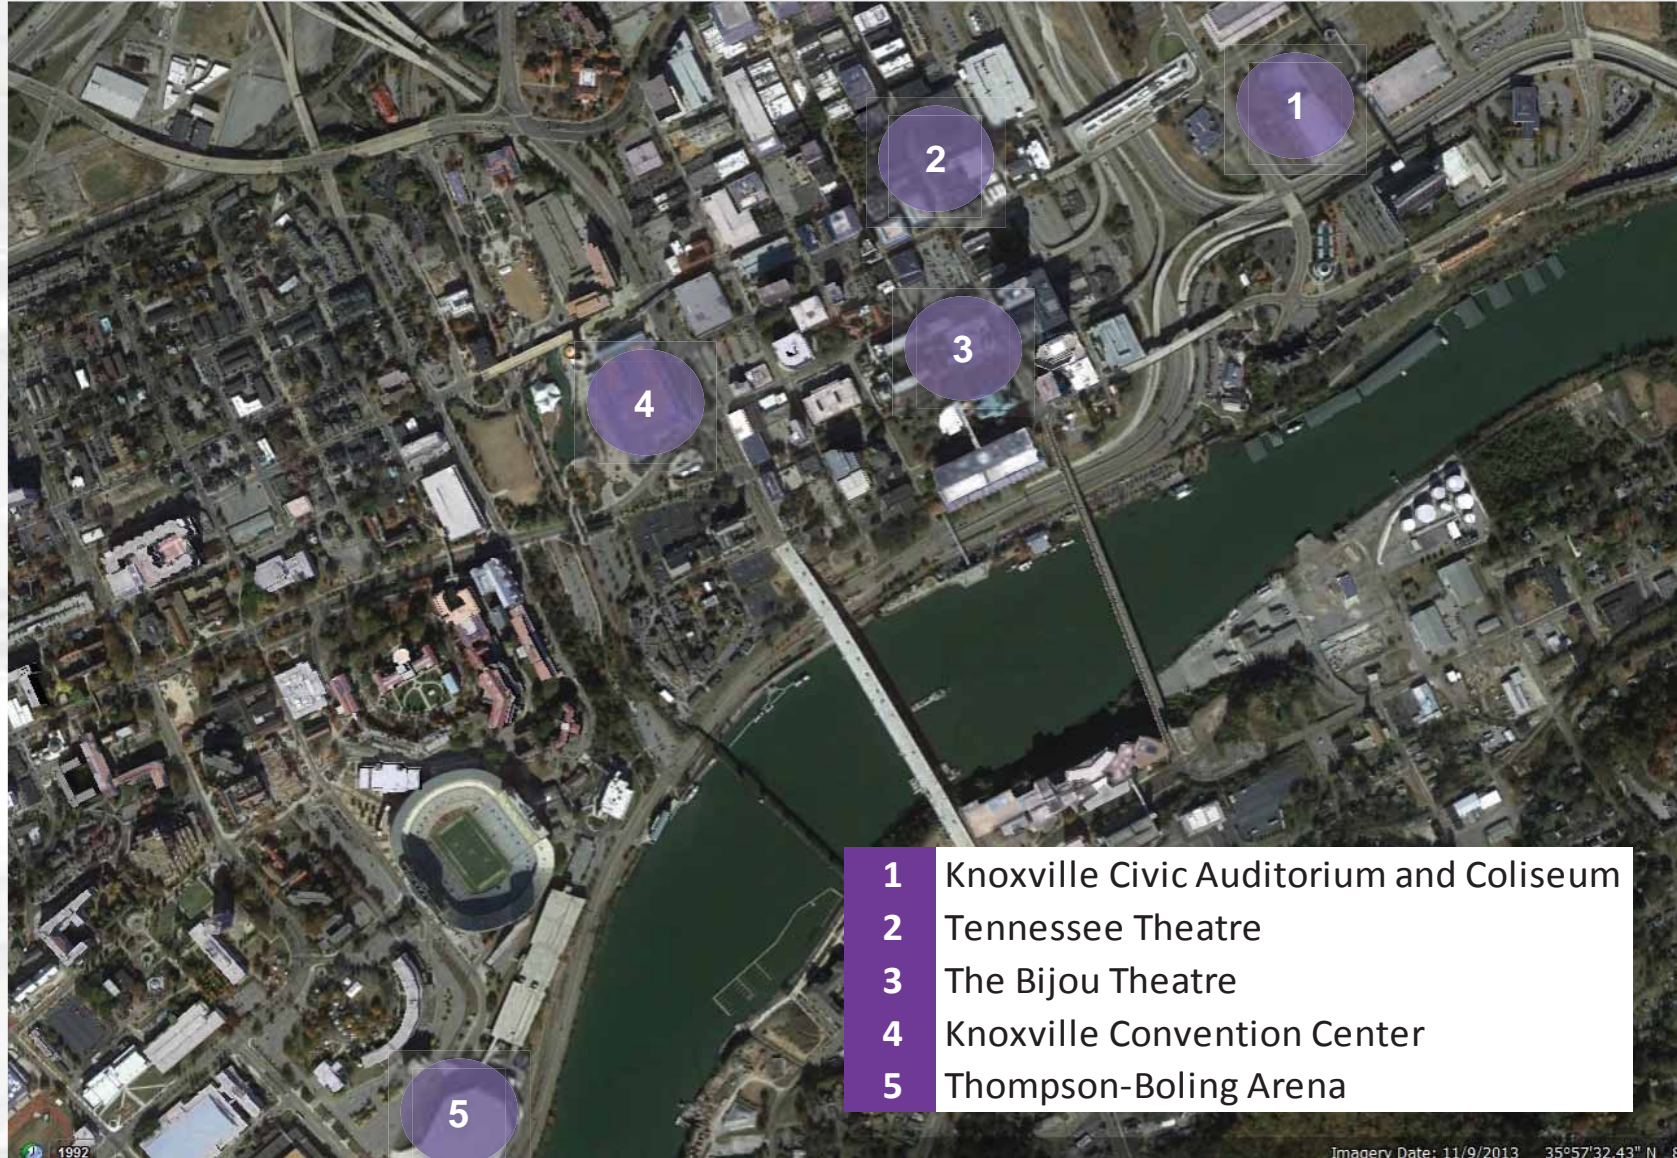 1
2
3
4
1 Knoxville Civic Auditorium and Coliseum
2 Tennessee Theatre
3 The Bijou Theatre
4 Knoxville Convention Center
5 Thompson-Boling Arena
5
1992
Imagery Date: 11/9/2013 35°57'32.43" N